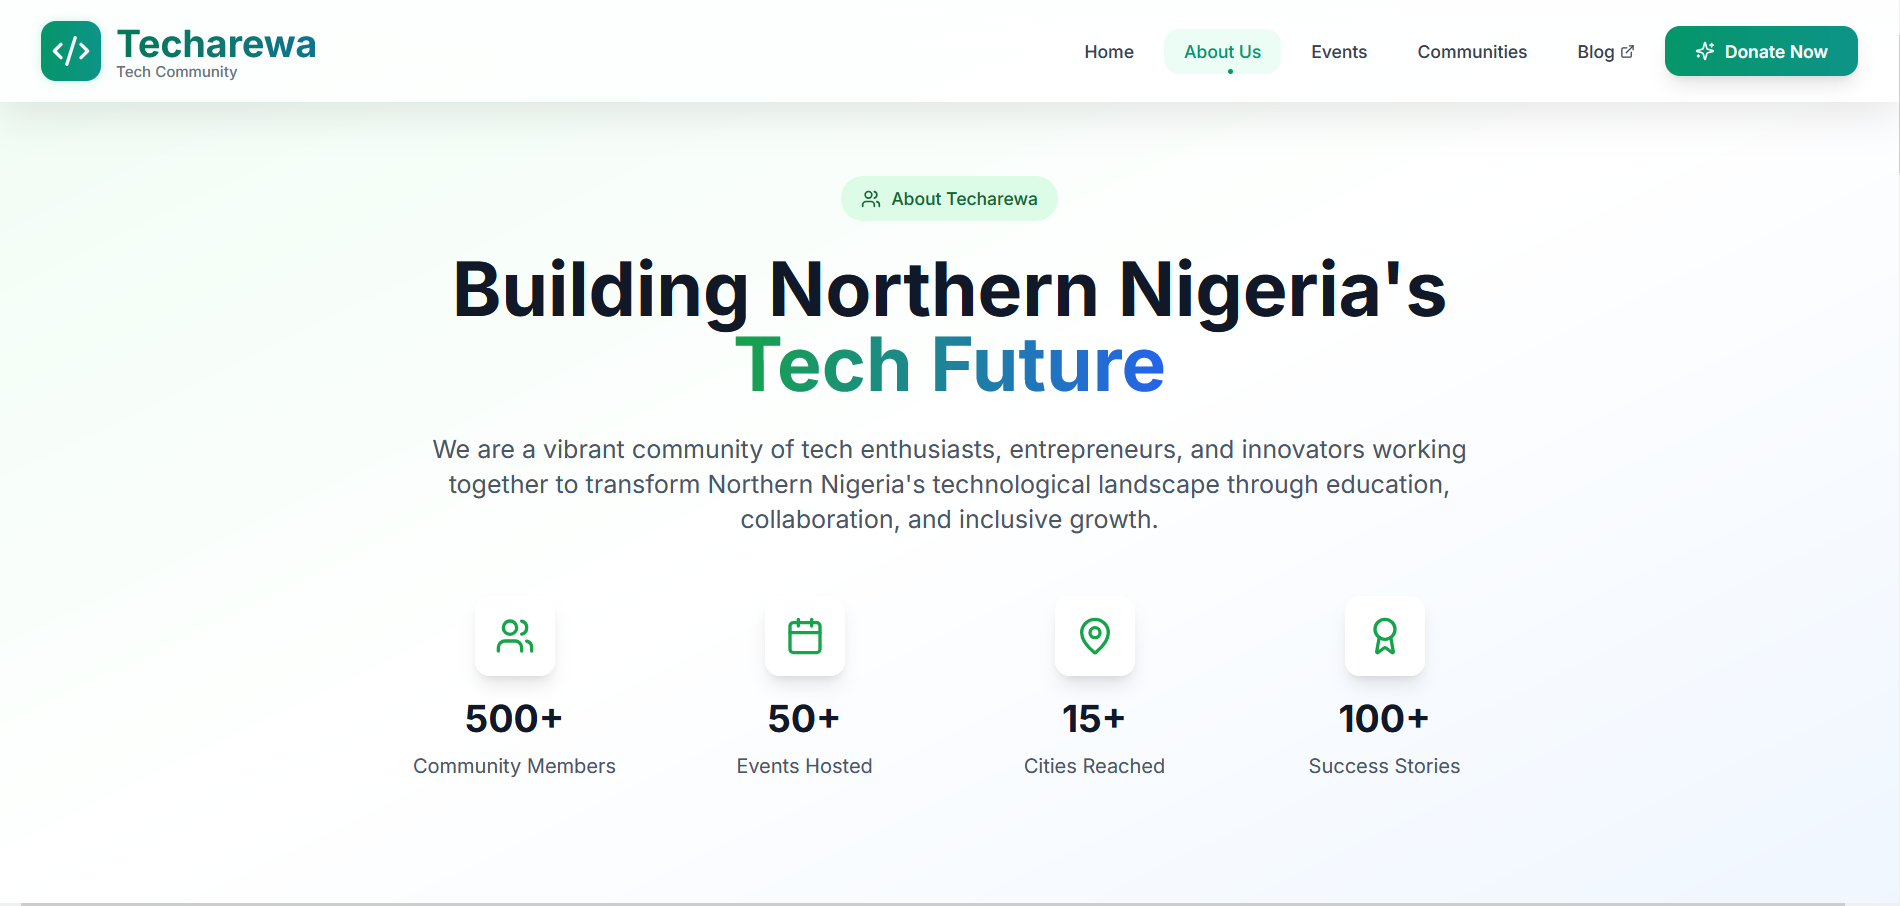 Techarewa
Tech Community
Home
About Us
Events
Communities
Blog
Donate Now
About Techarewa
Building Northern Nigeria's
Tech Future
We are a vibrant community of tech enthusiasts, entrepreneurs, and innovators working
together to transform Northern Nigeria's technological landscape through education,
collaboration, and inclusive growth.
500+
Community Members
50+
Events Hosted
15+
Cities Reached
100+
Success Stories